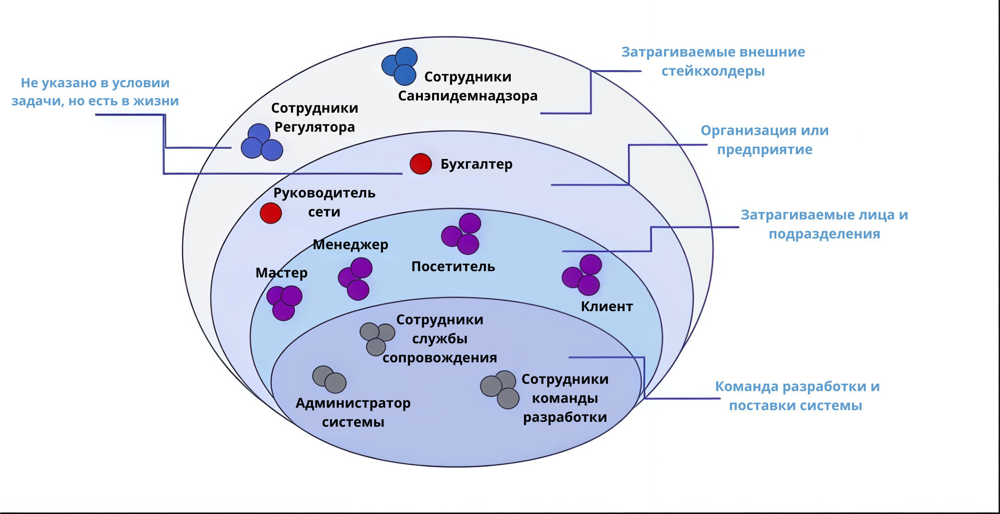 Затрагиваемые внешние
стейкхолдеры
Не указано в условии
задачи, но есть в жизни
Сотрудники
Санэпидемнадзора
Сотрудники
Регулятора
Организация или
предприятие
Бухгалтер
Руководитель
сети
Затрагиваемые лица и
подразделения
Менеджер
Посетитель
Мастер
Клиент
Сотрудники
службы
сопровождения
Сотрудники
команды
разработки
Администратор
системы
Команда разработки и
поставки системы